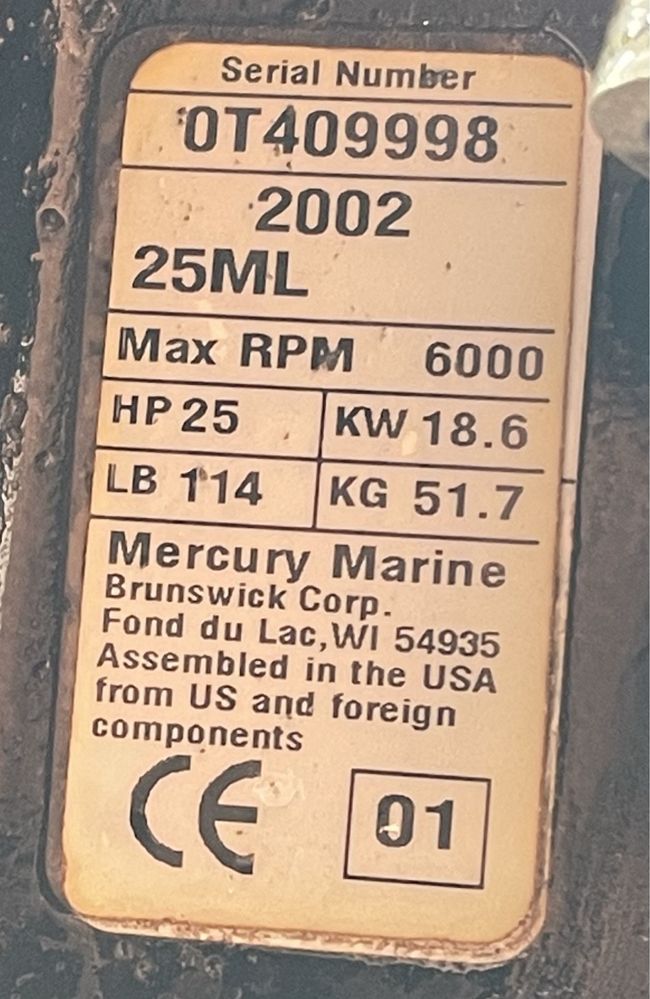 Serial Number
0T409998
2002
25ML
Max RPM 6000
HP 25 KW 18.6
LB 114 KG 51.7
Mercury Marine
Brunswick Corp.
Fond du Lac,WI 54935
Assembled in the USA
from US and foreign
components
CE 01